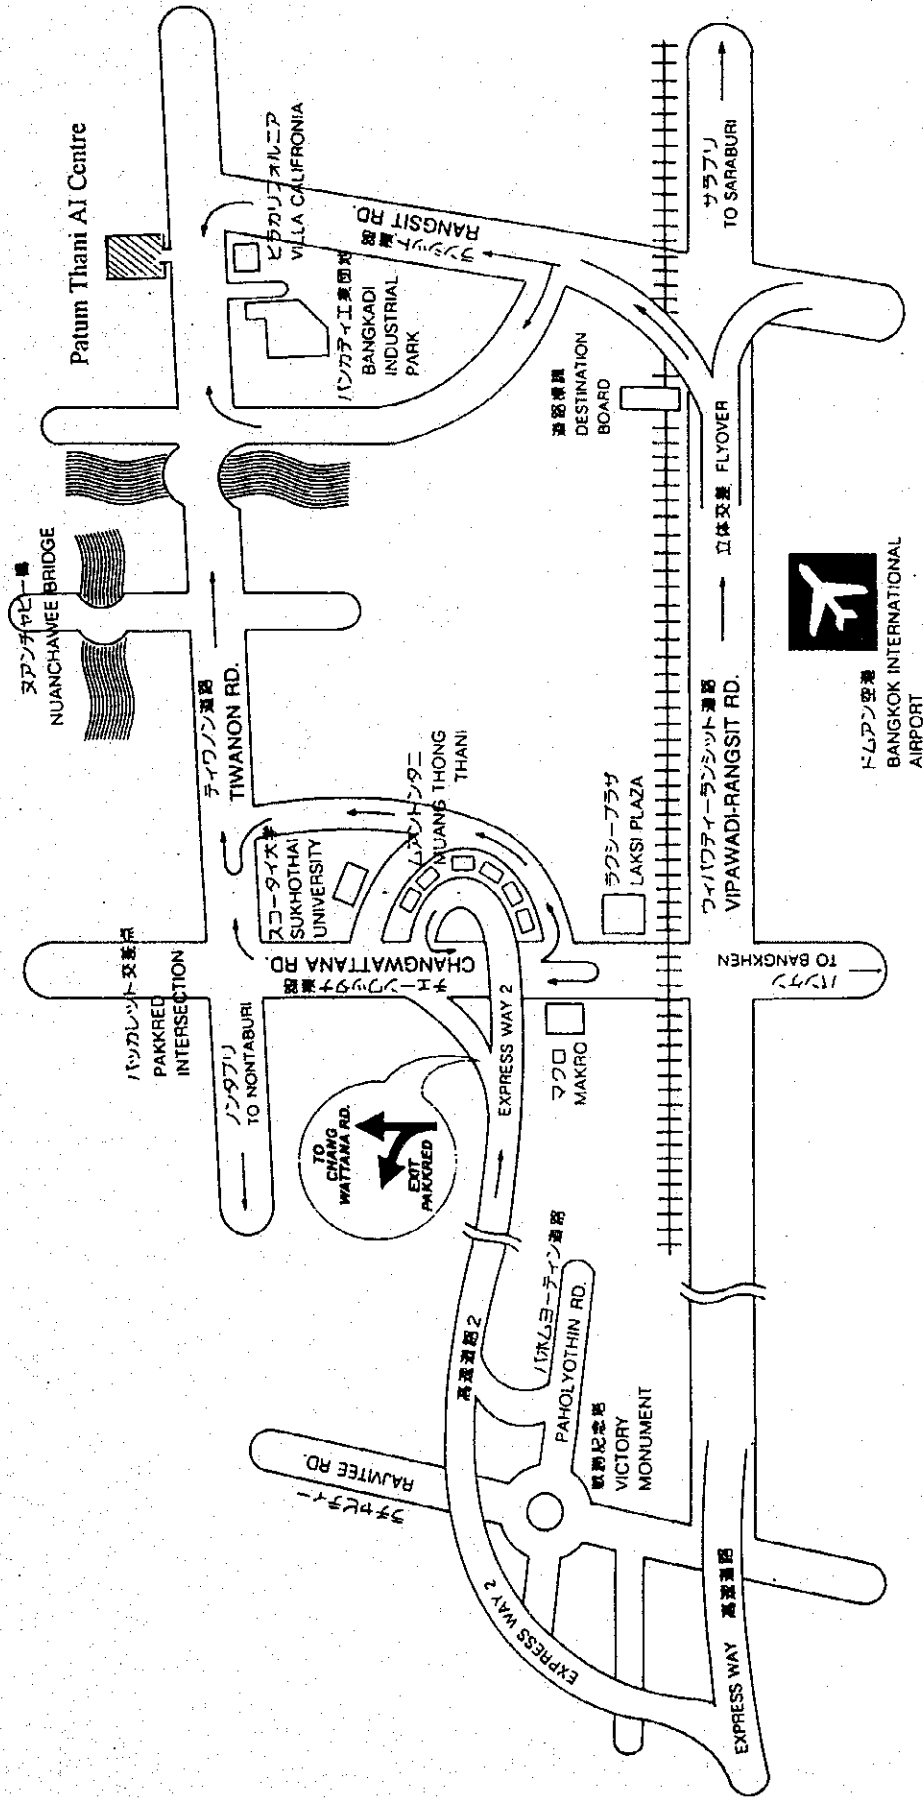 Patum Thani AI Centre
ビラカリフォルニア
VILLA CALIFRONIA
バンカディ工業団地
BANGKADI
INDUSTRIAL
PARK
ランシット道路
RANGSIT RD.
サラブリ
TO SARABURI
道路標識
DESTINATION
BOARD
立体交差 FLYOVER
ヌアンチャビー橋
NUANCHAWEE BRIDGE
ティワノン道路
TIWANON RD.
ムアントンタニ
MUANG THONG
THANI
スコータイ大学
SUKHOTHAI
UNIVERSITY
ラクシープラザ
LAKSI PLAZA
ウィパワディーランシット道路
VIPAWADI-RANGSIT RD.
ドムアン空港
BANGKOK INTERNATIONAL
AIRPORT
パッカレット交差点
PAKKRED
INTERSECTION
チェーンワッタナ道路
CHANGWATTANA RD.
バンケン
TO BANGKHEN
ノンタブリ
TO NONTABURI
EXPRESS WAY 2
マクロ
MAKRO
TO
CHANG
WATTANA RD.
EXIT
PAKKRED
高速道路2
パホムヨーティン道路
PAHOLYOTHIN RD.
ラチャビティー
RAJVITEE RD.
戦勝記念塔
VICTORY
MONUMENT
EXPRESS WAY 2
EXPRESS WAY 高速道路